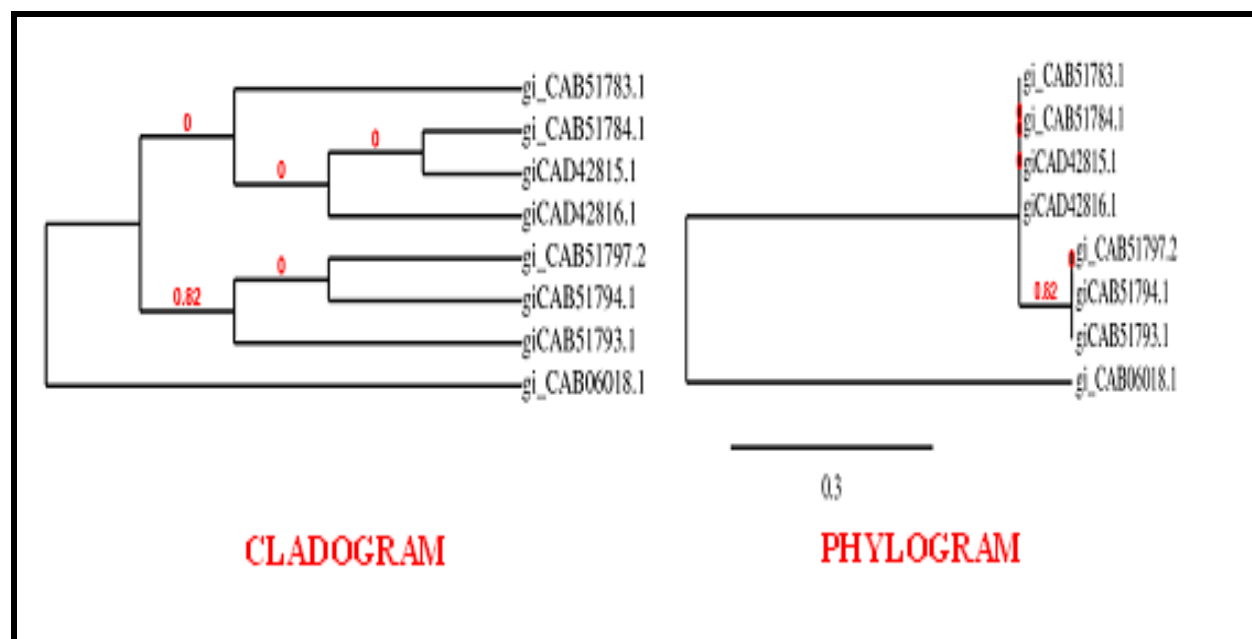 gi_CAB51783.1
0
gi_CAB51784.1
0
giCAD42815.1
0
giCAD42816.1
gi_CAB51797.2
0
giCAB51794.1
0.82
giCAB51793.1
gi_CAB06018.1
CLADOGRAM
gi_CAB51783.1
gi_CAB51784.1
giCAD42815.1
giCAD42816.1
gi_CAB51797.2
0.82
giCAB51794.1
giCAB51793.1
gi_CAB06018.1
0.3
PHYLOGRAM